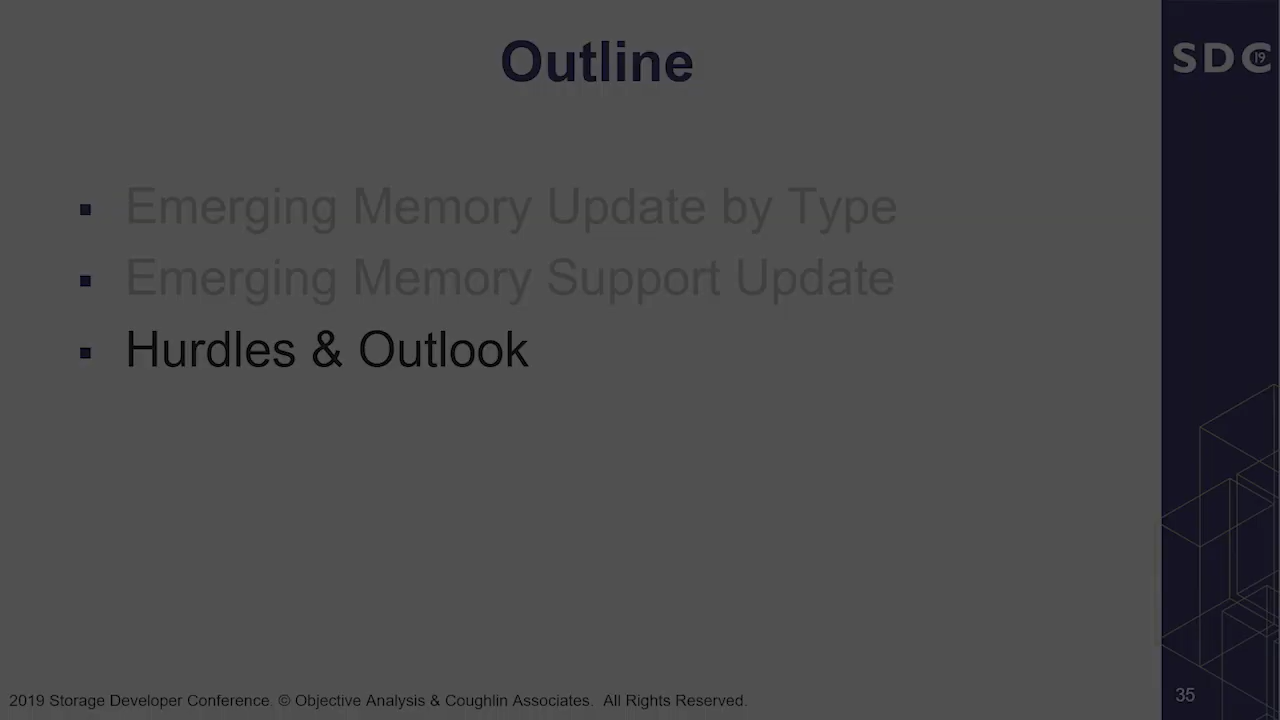 Outline
SDC 19
▪ Emerging Memory Update by Type
▪ Emerging Memory Support Update
▪ Hurdles & Outlook
2019 Storage Developer Conference. © Objective Analysis & Coughlin Associates. All Rights Reserved.
35